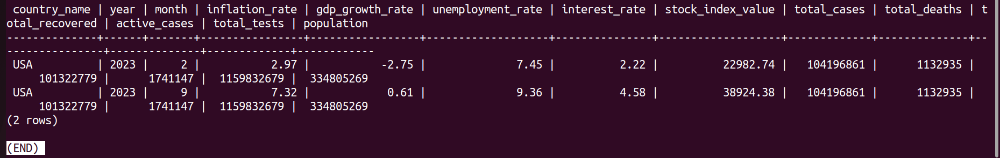 country_name | year | month | inflation_rate | gdp_growth_rate | unemployment_rate | interest_rate | stock_index_value | total_cases | total_deaths | t
otal_recovered | active_cases | total_tests | population
--------------+------+-------+----------------+-----------------+-------------------+---------------+-------------------+-------------+--------------+--
---------------+--------------+-------------+------------
 USA          | 2023 |     2 |           2.97 |           -2.75 |              7.45 |          2.22 |          22982.74 |   104196861 |      1132935 |
     101322779 |      1741147 |  1159832679 |  334805269
 USA          | 2023 |     9 |           7.32 |            0.61 |              9.36 |          4.58 |          38924.38 |   104196861 |      1132935 |
     101322779 |      1741147 |  1159832679 |  334805269
(2 rows)
(END)